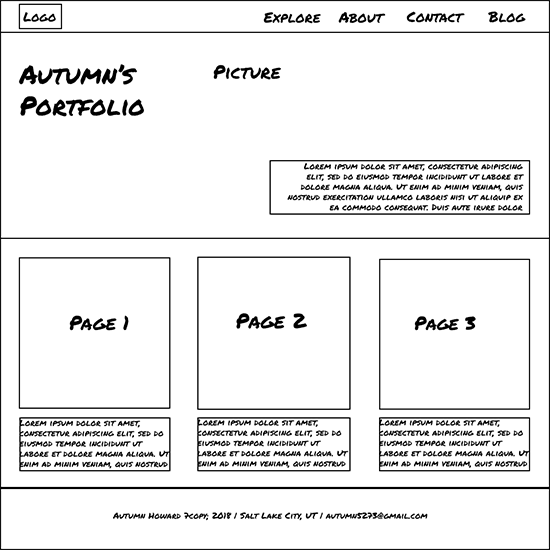 Logo
Explore About Contact Blog
Autumn's
Portfolio
Picture
Lorem ipsum dolor sit amet, consectetur adipiscing
elit, sed do eiusmod tempor incididunt ut labore et
dolore magna aliqua. Ut enim ad minim veniam, quis
nostrud exercitation ullamco laboris nisi ut aliquip ex
ea commodo consequat. Duis aute irure dolor
Page 1
Page 2
Page 3
Lorem ipsum dolor sit amet,
consectetur adipiscing elit, sed do
eiusmod tempor incididunt ut
labore et dolore magna aliqua. Ut
enim ad minim veniam, quis nostrud
Lorem ipsum dolor sit amet,
consectetur adipiscing elit, sed do
eiusmod tempor incididunt ut
labore et dolore magna aliqua. Ut
enim ad minim veniam, quis nostrud
Lorem ipsum dolor sit amet,
consectetur adipiscing elit, sed do
eiusmod tempor incididunt ut
labore et dolore magna aliqua. Ut
enim ad minim veniam, quis nostrud
Autumn Howard 7copy; 2018 | Salt Lake City, UT | autumn5273@gmail.com